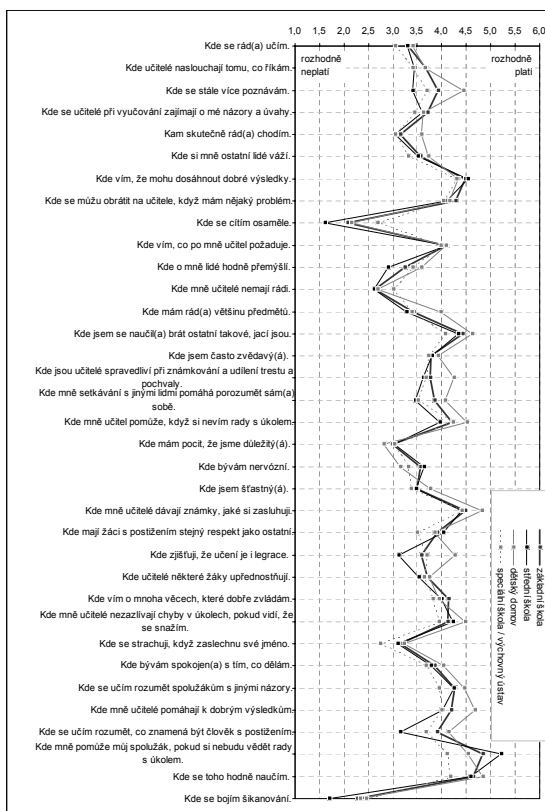 1,0 1,5 2,0 2,5 3,0 3,5 4,0 4,5 5,0 5,5 6,0
rozhodně
neplatí
rozhodně
platí
Kde se rád(a) učím.
Kde učitelé naslouchají tomu, co říkám.
Kde se stále více poznávám.
Kde se učitelé při vyučování zajímají o mé názory a úvahy.
Kam skutečně rád(a) chodím.
Kde si mně ostatní lidé váží.
Kde vím, že mohu dosáhnout dobré výsledky.
Kde se můžu obrátit na učitele, když mám nějaký problém.
Kde se cítím osaměle.
Kde vím, co po mně učitel požaduje.
Kde o mně lidé hodně přemýšlí.
Kde mně učitelé nemají rádi.
Kde mám rád většinu předmětů.
Kde jsem se naučil(a) brát ostatní takové, jací jsou.
Kde jsem často zvědavý(á).
Kde jsou učitelé spravedliví při známkování a udílení trestu a
pochvaly.
Kde mně setkávání s jinými lidmi pomáhá porozumět sám(a)
sobě.
Kde mně učitel pomůže, když si nevím rady s úkolem.
Kde mám pocit, že jsme důležitý(á).
Kde bývám nervózní.
Kde jsem šťastný(á).
Kde mně učitelé dávají známky, jaké si zasluhuji.
Kde mají žáci s postižením stejný respekt jako ostatní
Kde zjišťuji, že učení je i legrace.
Kde učitelé některé žáky upřednostňují.
Kde vím o mnoha věcech, které dobře zvládám.
Kde mně učitelé nezazlívají chyby v úkolech, pokud vidí, že
se snažím.
Kde se strachuji, když zaslechnu své jméno.
Kde bývám spokojen(a) s tím, co dělám.
Kde se učím rozumět spolužákům s jinými názory.
Kde mně učitelé pomáhají k dobrým výsledkům.
Kde se učím rozumět, co znamená být člověk s postižením.
Kde mně pomůže můj spolužák, pokud si nebudu vědět rady
s úkolem.
Kde se toho hodně naučím.
Kde se bojím šikanování.
základní škola
střední škola
dětský domov
speciální škola / výchovný ústav